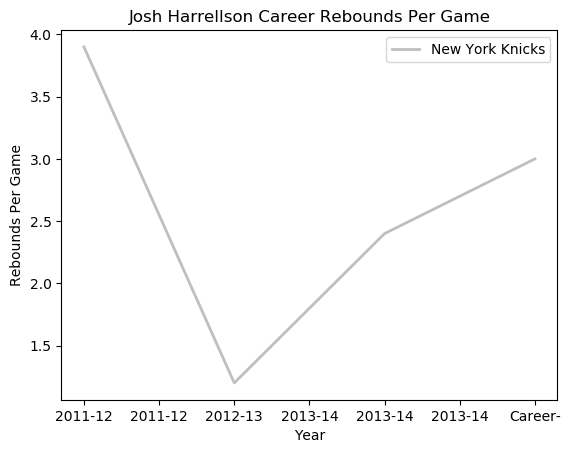 Josh Harrellson Career Rebounds Per Game
New York Knicks
Rebounds Per Game
4.0
3.5
3.0
2.5
2.0
1.5
2011-12 2011-12 2012-13 2013-14 2013-14 2013-14 Career-
Year